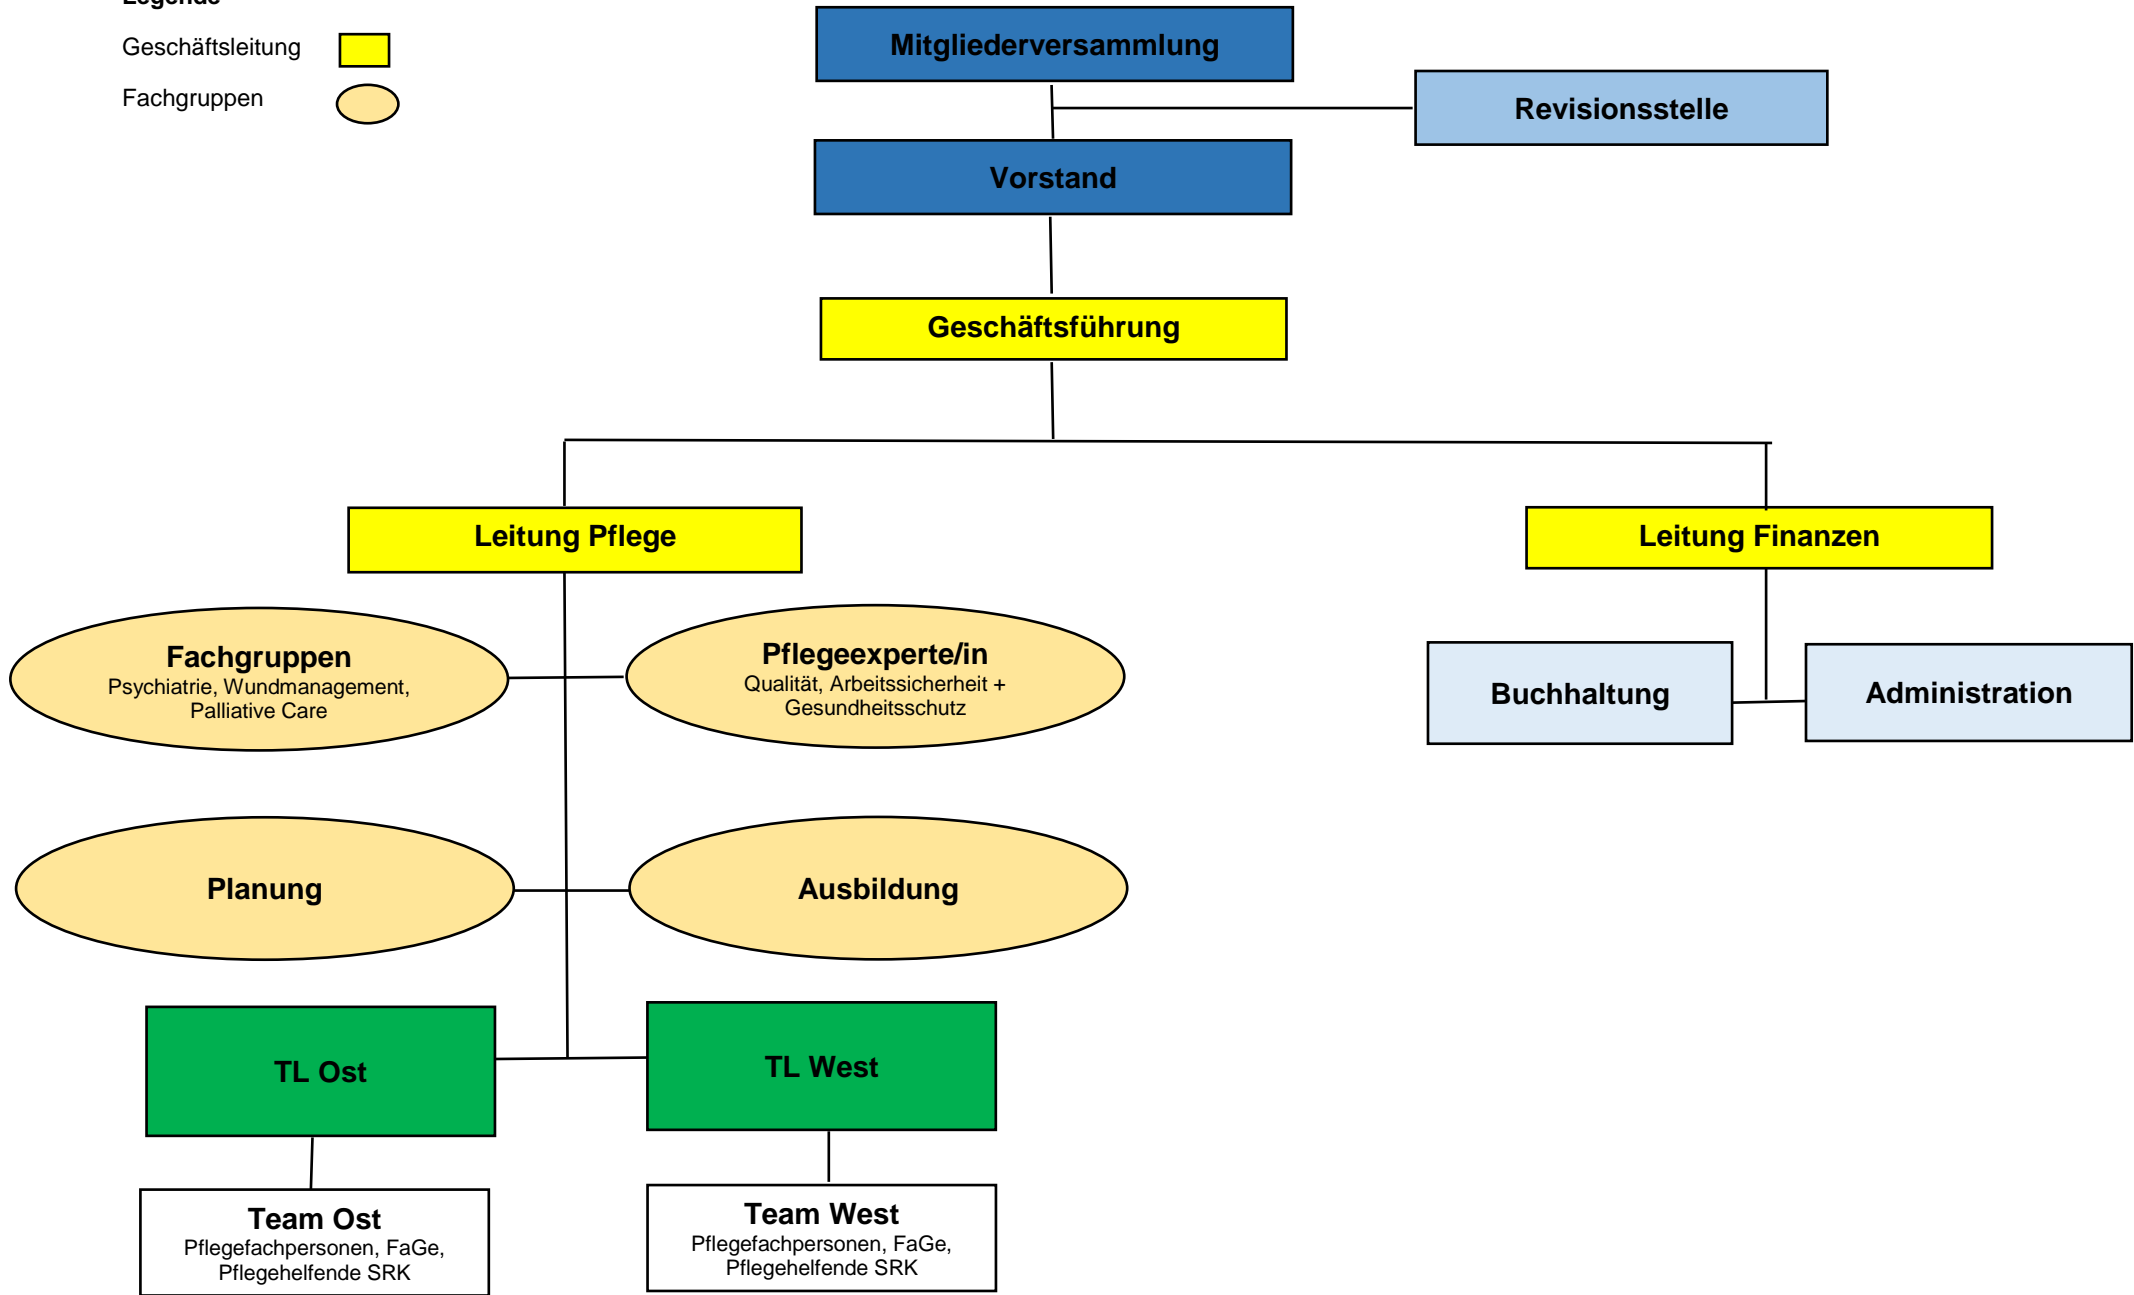 Legende
Geschäftsleitung
Fachgruppen
Mitgliederversammlung
Revisionsstelle
Vorstand
Geschäftsführung
Leitung Pflege
Leitung Finanzen
Fachgruppen
Psychiatrie, Wundmanagement,
Palliative Care
Pflegeexperte/in
Qualität, Arbeitssicherheit +
Gesundheitsschutz
Buchhaltung
Administration
Planung
Ausbildung
TL Ost
TL West
Team Ost
Pflegefachpersonen, FaGe,
Pflegehelfende SRK
Team West
Pflegefachpersonen, FaGe,
Pflegehelfende SRK